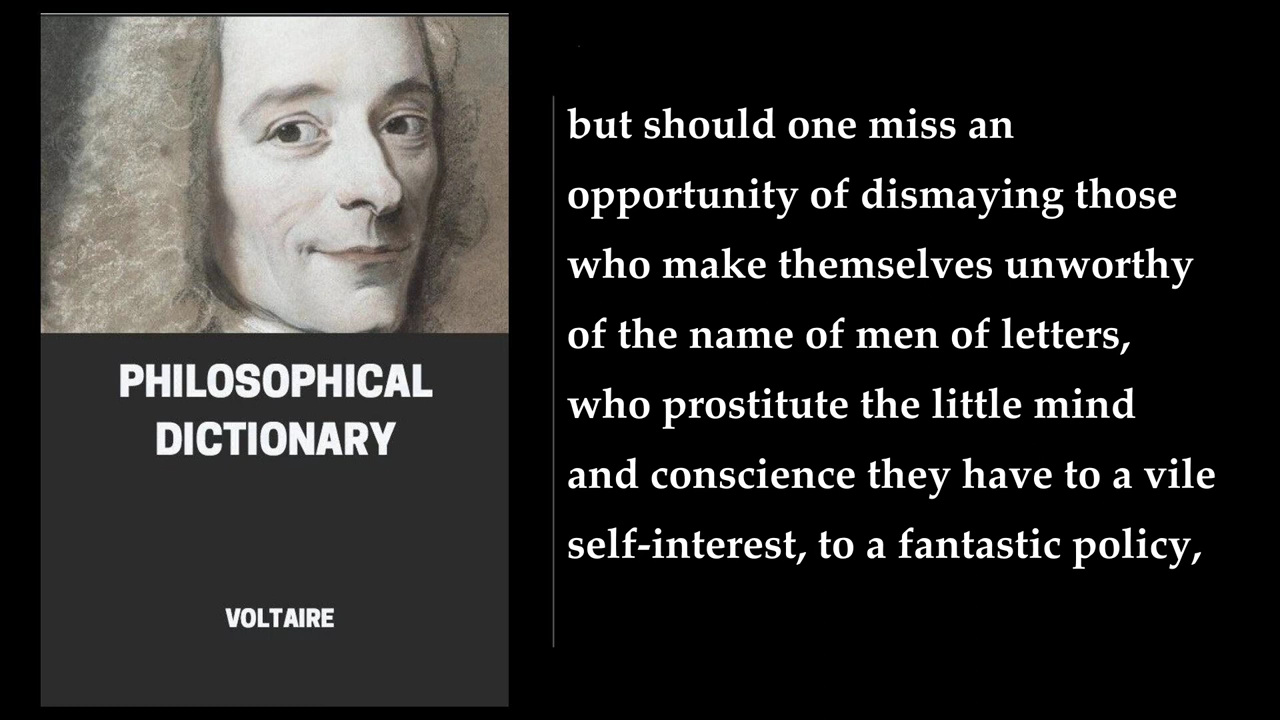 PHILOSOPHICAL
DICTIONARY
VOLTAIRE
but should one miss an
opportunity of dismaying those
who make themselves unworthy
of the name of men of letters,
who prostitute the little mind
and conscience they have to a vile
self-interest, to a fantastic policy,